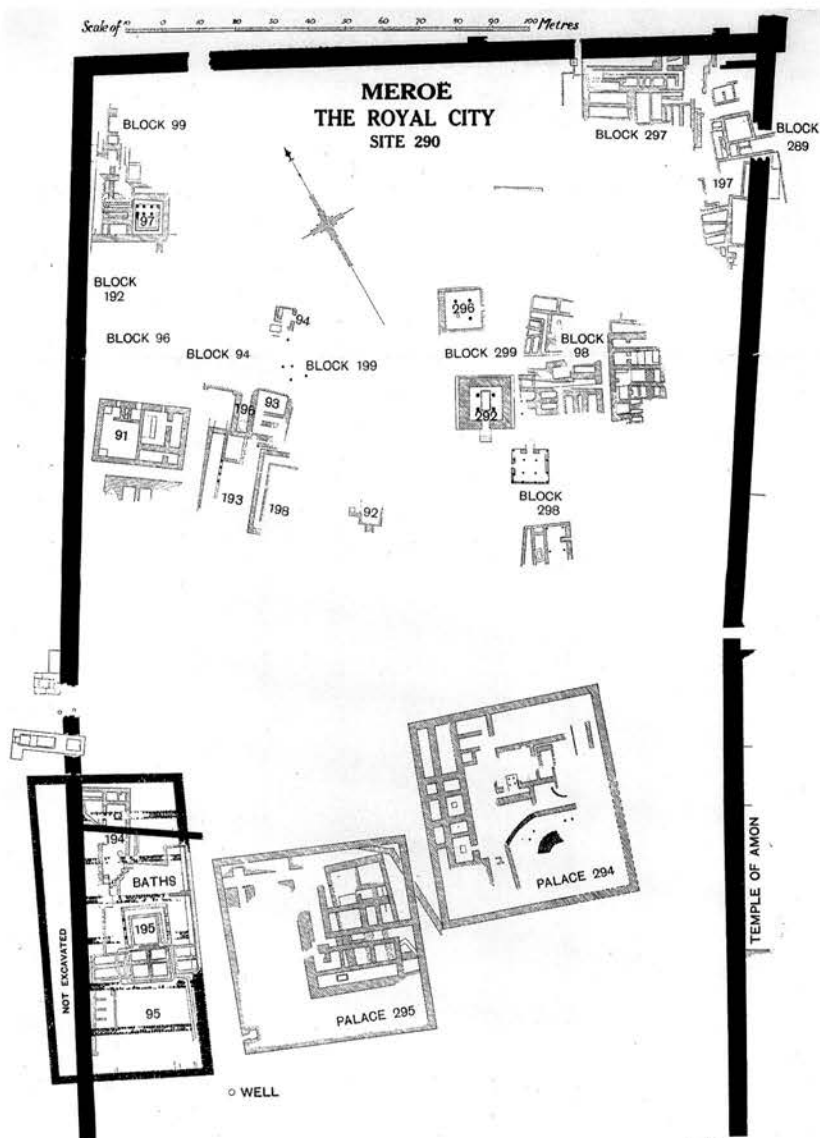 Scale of 10 0 10 20 30 40 50 60 70 80 90 100 Metres
MEROË
THE ROYAL CITY
SITE 290
BLOCK 99
97
BLOCK
192
BLOCK 96
BLOCK 94
94
BLOCK 199
BLOCK 297
BLOCK
289
197
296
BLOCK 299
BLOCK
98
292
BLOCK
298
91
196
93
193
198
92
194
BATHS
195
95
NOT EXCAVATED
PALACE 294
PALACE 295
TEMPLE OF AMON
WELL